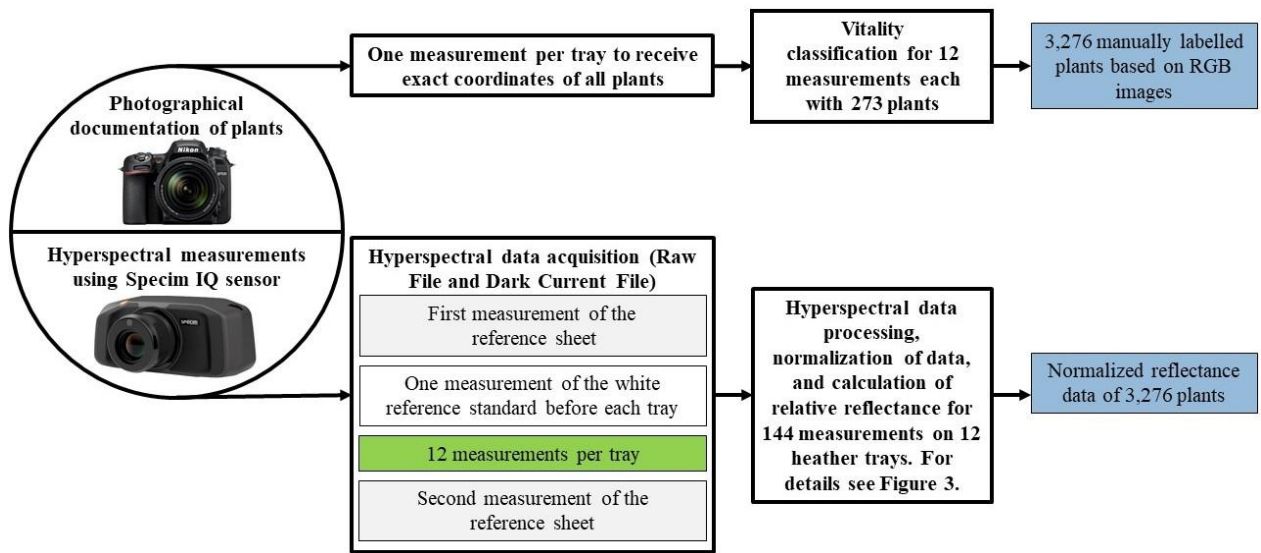 Photographical
documentation of plants
Nikon
Hyperspectral measurements
using Specim IQ sensor
One measurement per tray to receive
exact coordinates of all plants
Vitality
classification for 12
measurements each
with 273 plants
3,276 manually labelled
plants based on RGB
images
Hyperspectral data acquisition (Raw
File and Dark Current File)
First measurement of the
reference sheet
One measurement of the white
reference standard before each tray
12 measurements per tray
Second measurement of the
reference sheet
Hyperspectral data
processing,
normalization of data,
and calculation of
relative reflectance for
144 measurements on 12
heather trays. For
details see Figure 3.
Normalized reflectance
data of 3,276 plants